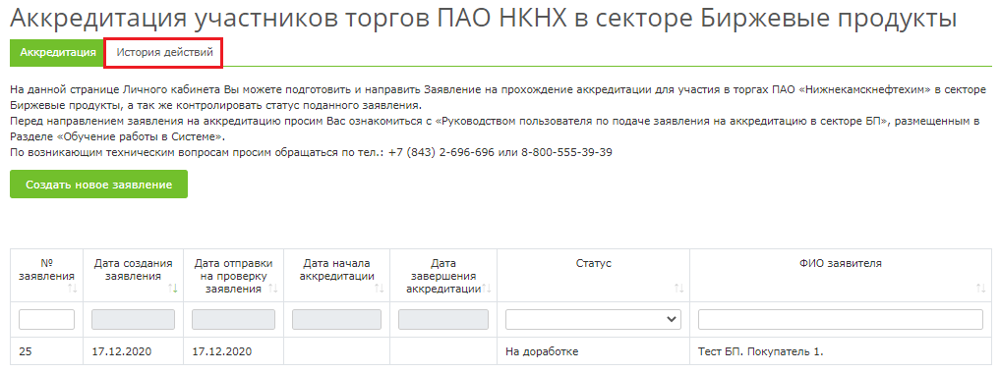 Аккредитация участников торгов ПАО НКНХ в секторе Биржевые продукты
Аккредитация История действий
На данной странице Личного кабинета Вы можете подготовить и направить Заявление на прохождение аккредитации для участия в торгах ПАО «Нижнекамскнефтехим» в секторе
Биржевые продукты, а так же контролировать статус поданного заявления.
Перед направлением заявления на аккредитацию просим Вас ознакомиться с «Руководством пользователя по подаче заявления на аккредитацию в секторе БП», размещенным в
Разделе «Обучение работы в Системе».
По возникающим техническим вопросам просим обращаться по тел.: +7 (843) 2-696-696 или 8-800-555-39-39
Создать новое заявление
№ заявления
Дата создания заявления
Дата отправки на проверку заявления
Дата начала аккредитации
Дата завершения аккредитации
Статус
ФИО заявителя
25 17.12.2020 17.12.2020 На доработке Тест БП. Покупатель 1.